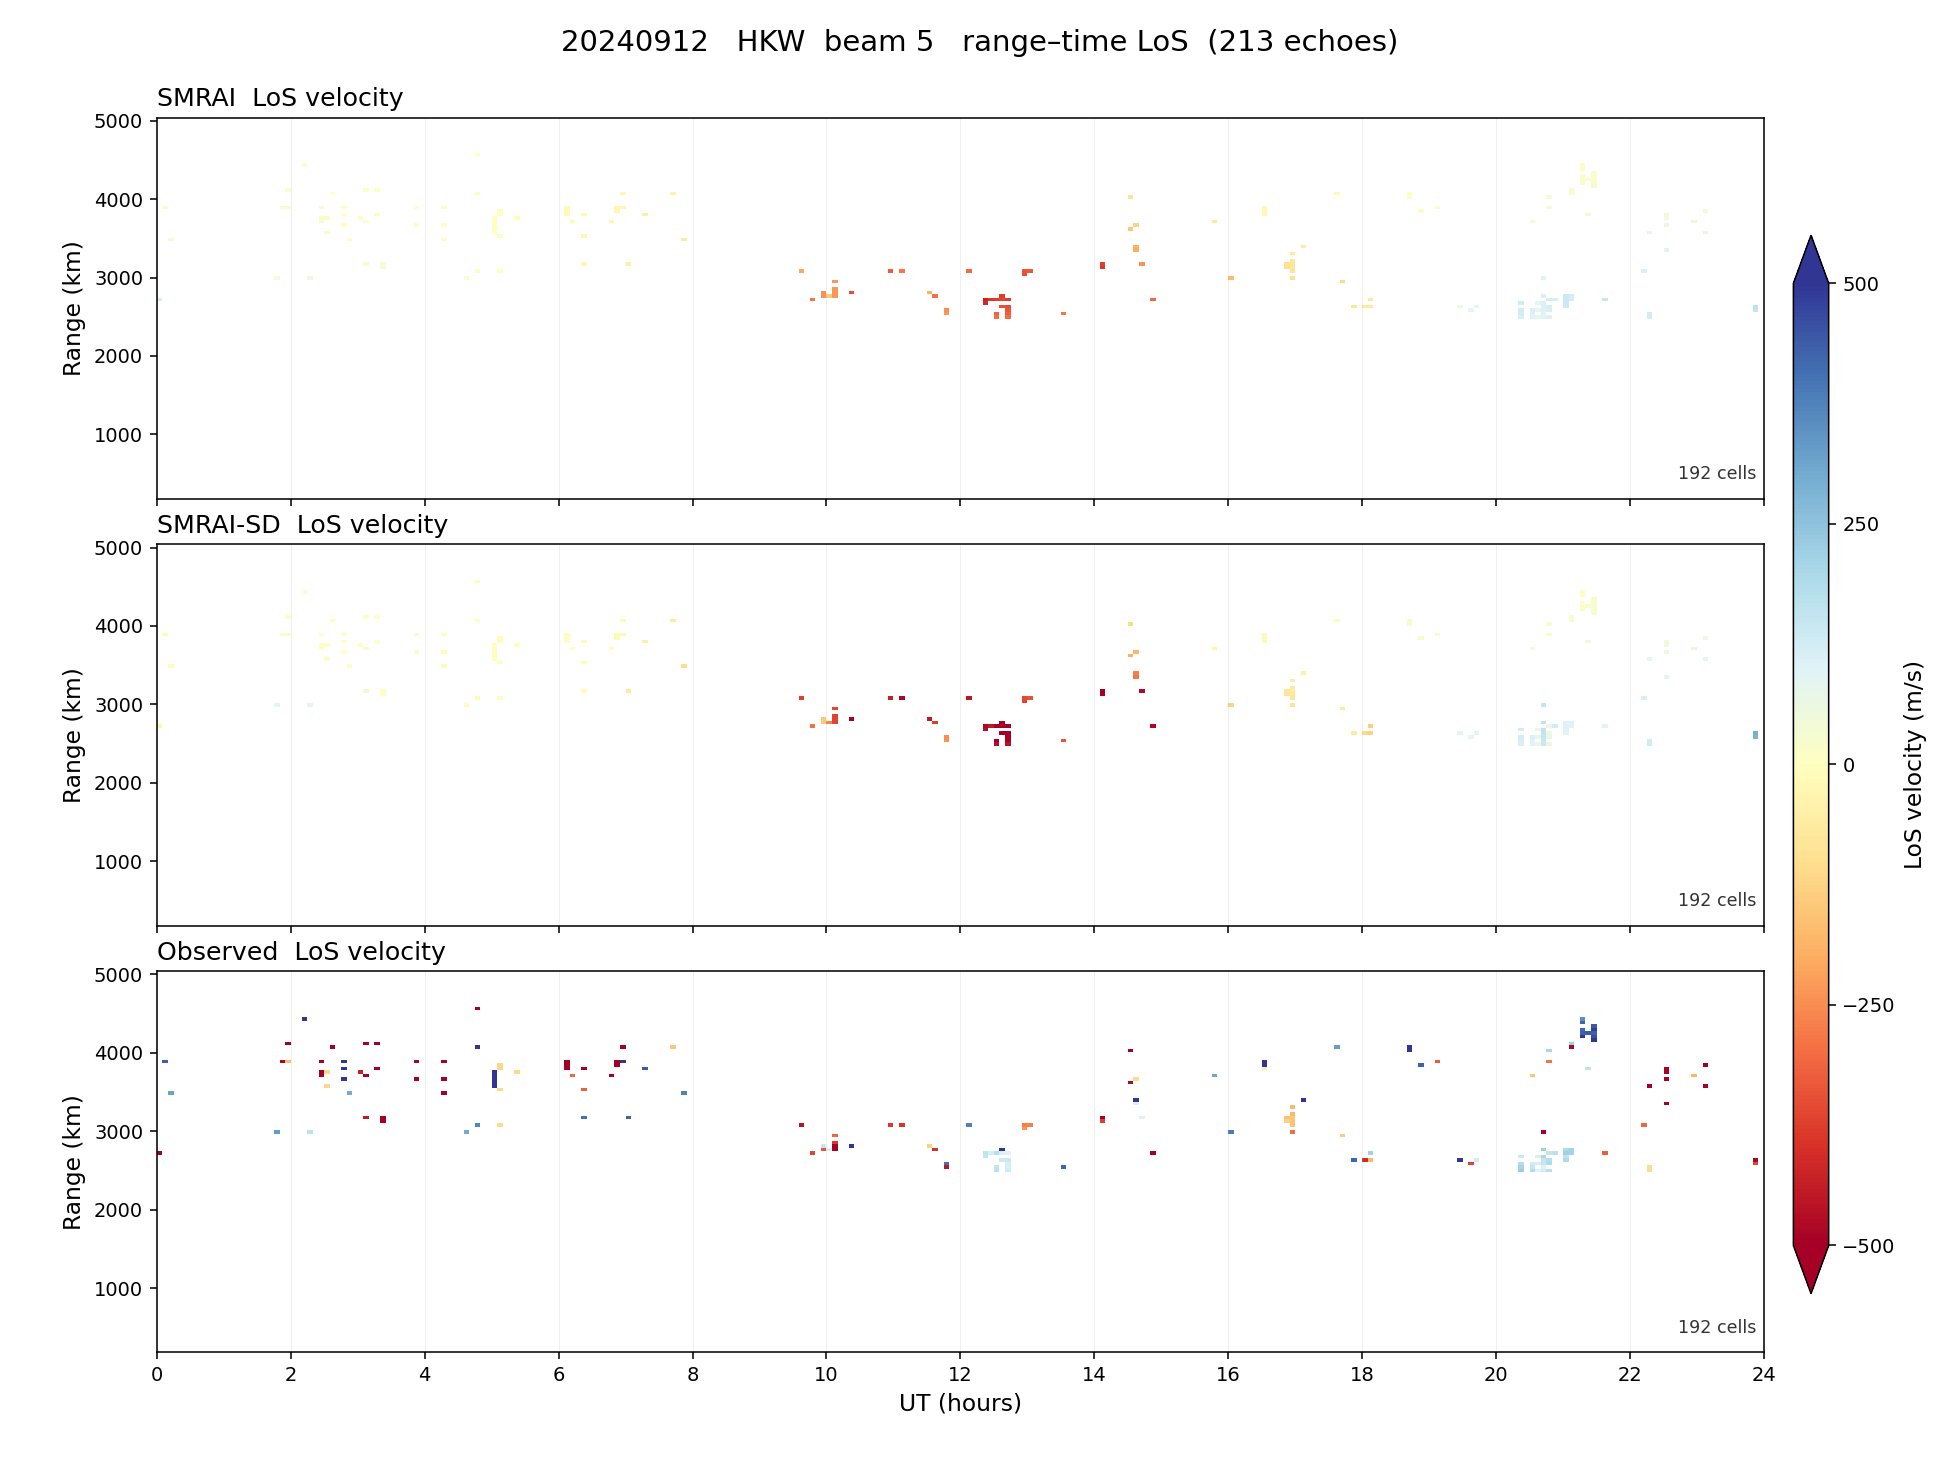 20240912   HKW  beam 5   range–time LoS  (213 echoes)
SMRAI  LoS velocity
5000
4000
3000
2000
1000
Range (km)
192 cells
SMRAI-SD  LoS velocity
5000
4000
3000
2000
1000
Range (km)
192 cells
Observed  LoS velocity
5000
4000
3000
2000
1000
Range (km)
192 cells
0 2 4 6 8 10 12 14 16 18 20 22 24
UT (hours)
500
250
0
−250
−500
LoS velocity (m/s)